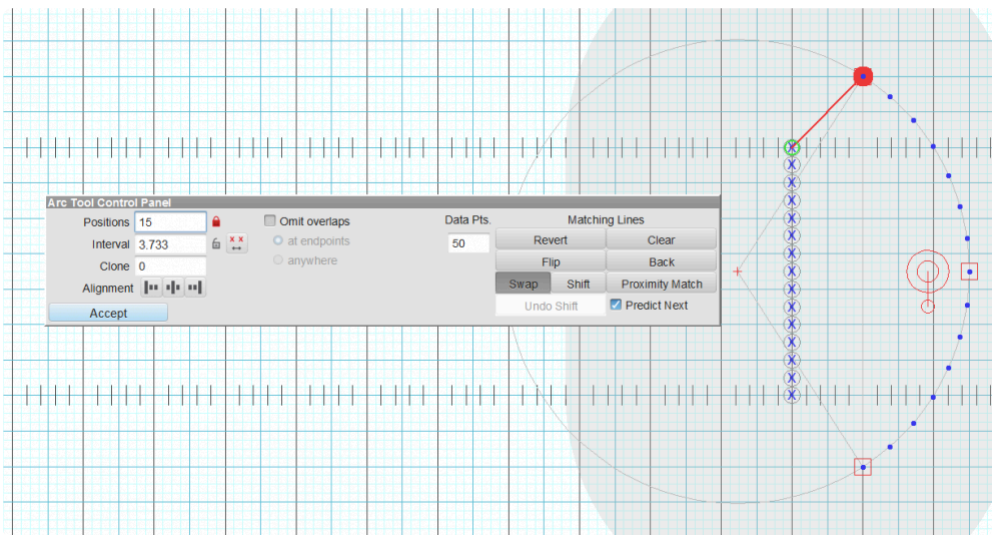 Arc Tool Control Panel
Positions 15 Omit overlaps Data Pts. Matching Lines
Interval 3.733 at endpoints 50 Revert Clear
Clone 0 anywhere Flip Back
Alignment Swap Shift Proximity Match
Accept Undo Shift Predict Next